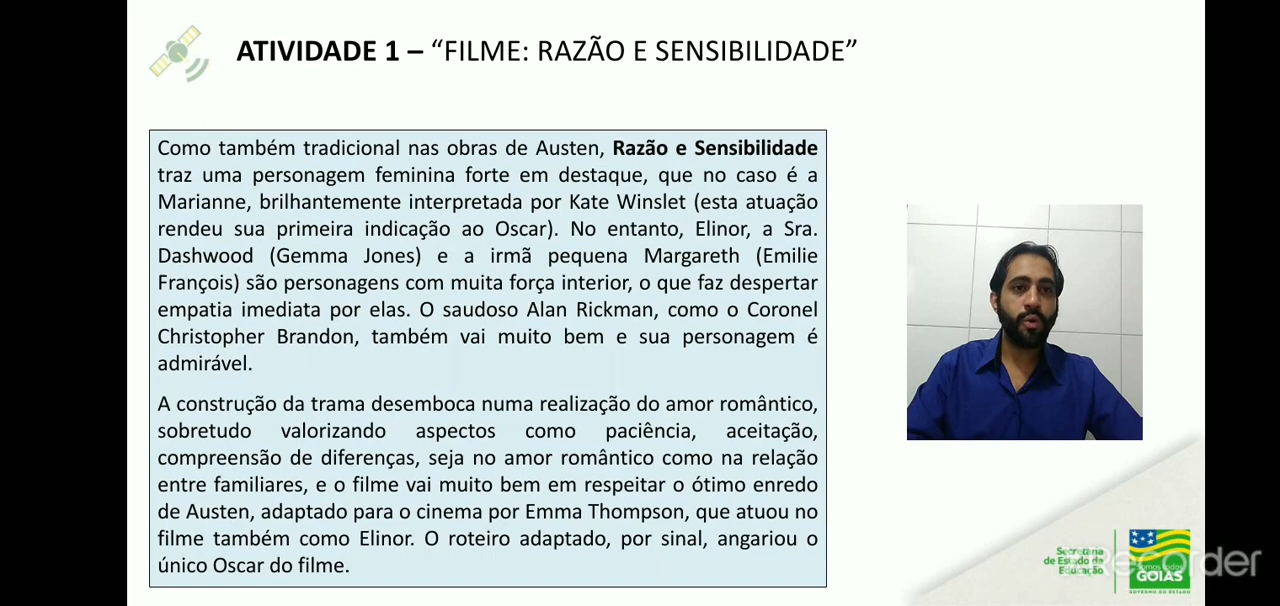 ATIVIDADE 1 – “FILME: RAZÃO E SENSIBILIDADE”
Como também tradicional nas obras de Austen, Razão e Sensibilidade
traz uma personagem feminina forte em destaque, que no caso é a
Marianne, brilhantemente interpretada por Kate Winslet (esta atuação
rendeu sua primeira indicação ao Oscar). No entanto, Elinor, a Sra.
Dashwood (Gemma Jones) e a irmã pequena Margareth (Emilie
François) são personagens com muita força interior, o que faz despertar
empatia imediata por elas. O saudoso Alan Rickman, como o Coronel
Christopher Brandon, também vai muito bem e sua personagem é
admirável.
A construção da trama desemboca numa realização do amor romântico,
sobretudo valorizando aspectos como paciência, aceitação,
compreensão de diferenças, seja no amor romântico como na relação
entre familiares, e o filme vai muito bem em respeitar o ótimo enredo
de Austen, adaptado para o cinema por Emma Thompson, que atuou no
filme também como Elinor. O roteiro adaptado, por sinal, angariou o
único Oscar do filme.
Secretaria
de Estado da
Educação
Somos todos
GOIÁS
GOVERNO DO ESTADO
Recorder